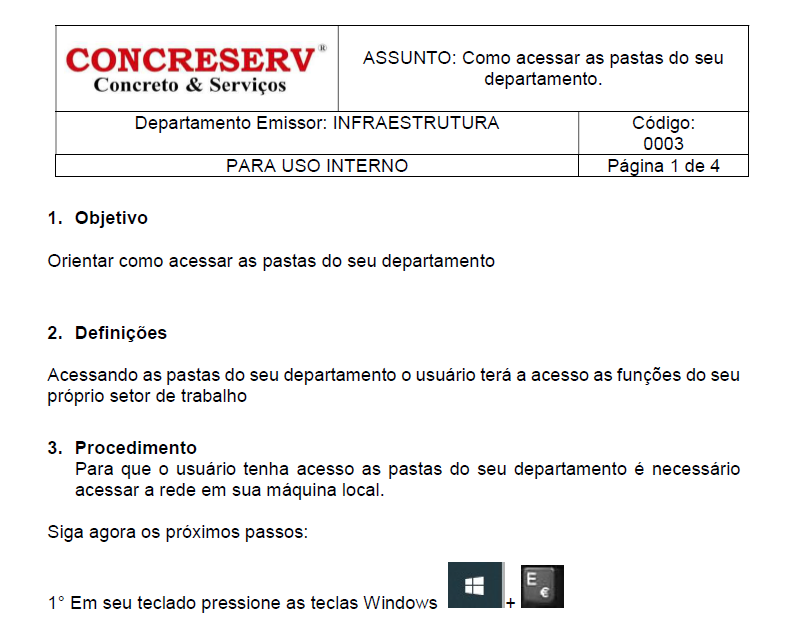 CONCRESERV®
Concreto & Serviços
ASSUNTO: Como acessar as pastas do seu
departamento.
Departamento Emissor: INFRAESTRUTURA
Código:
0003
PARA USO INTERNO
Página 1 de 4
1. Objetivo
Orientar como acessar as pastas do seu departamento
2. Definições
Acessando as pastas do seu departamento o usuário terá a acesso as funções do seu
próprio setor de trabalho
3. Procedimento
Para que o usuário tenha acesso as pastas do seu departamento é necessário
acessar a rede em sua máquina local.
Siga agora os próximos passos:
1° Em seu teclado pressione as teclas Windows + E €